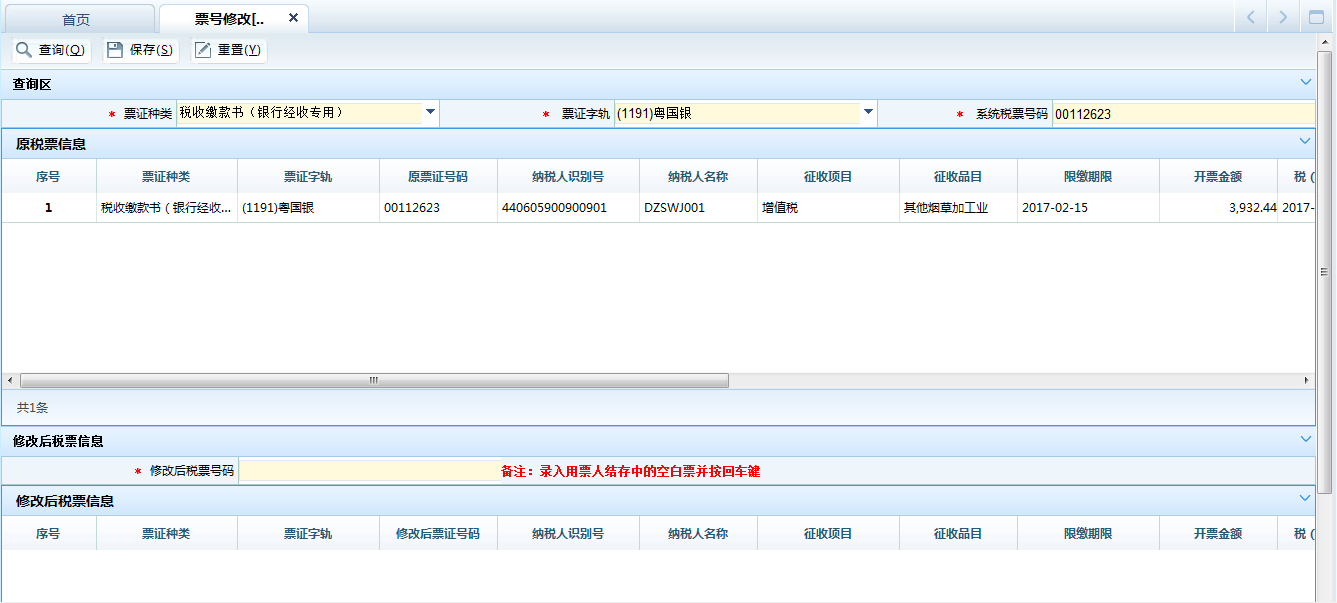 首页 票号修改[..
查询(Q) 保存(S) 重置(Y)
查询区
* 票证种类 税收缴款书（银行经收专用） * 票证字轨 (1191)粤国银 * 系统税票号码 00112623
原税票信息
序号 票证种类 票证字轨 原票证号码 纳税人识别号 纳税人名称 征收项目 征收品目 限缴期限 开票金额 税 (
1 税收缴款书（银行经收... (1191)粤国银 00112623 440605900900901 DZSWJ001 增值税 其他烟草加工业 2017-02-15 3,932.44 2017-
共1条
修改后税票信息
* 修改后税票号码 备注：录入用票人结存中的空白票并按回车键
修改后税票信息
序号 票证种类 票证字轨 修改后票证号码 纳税人识别号 纳税人名称 征收项目 征收品目 限缴期限 开票金额 税 (